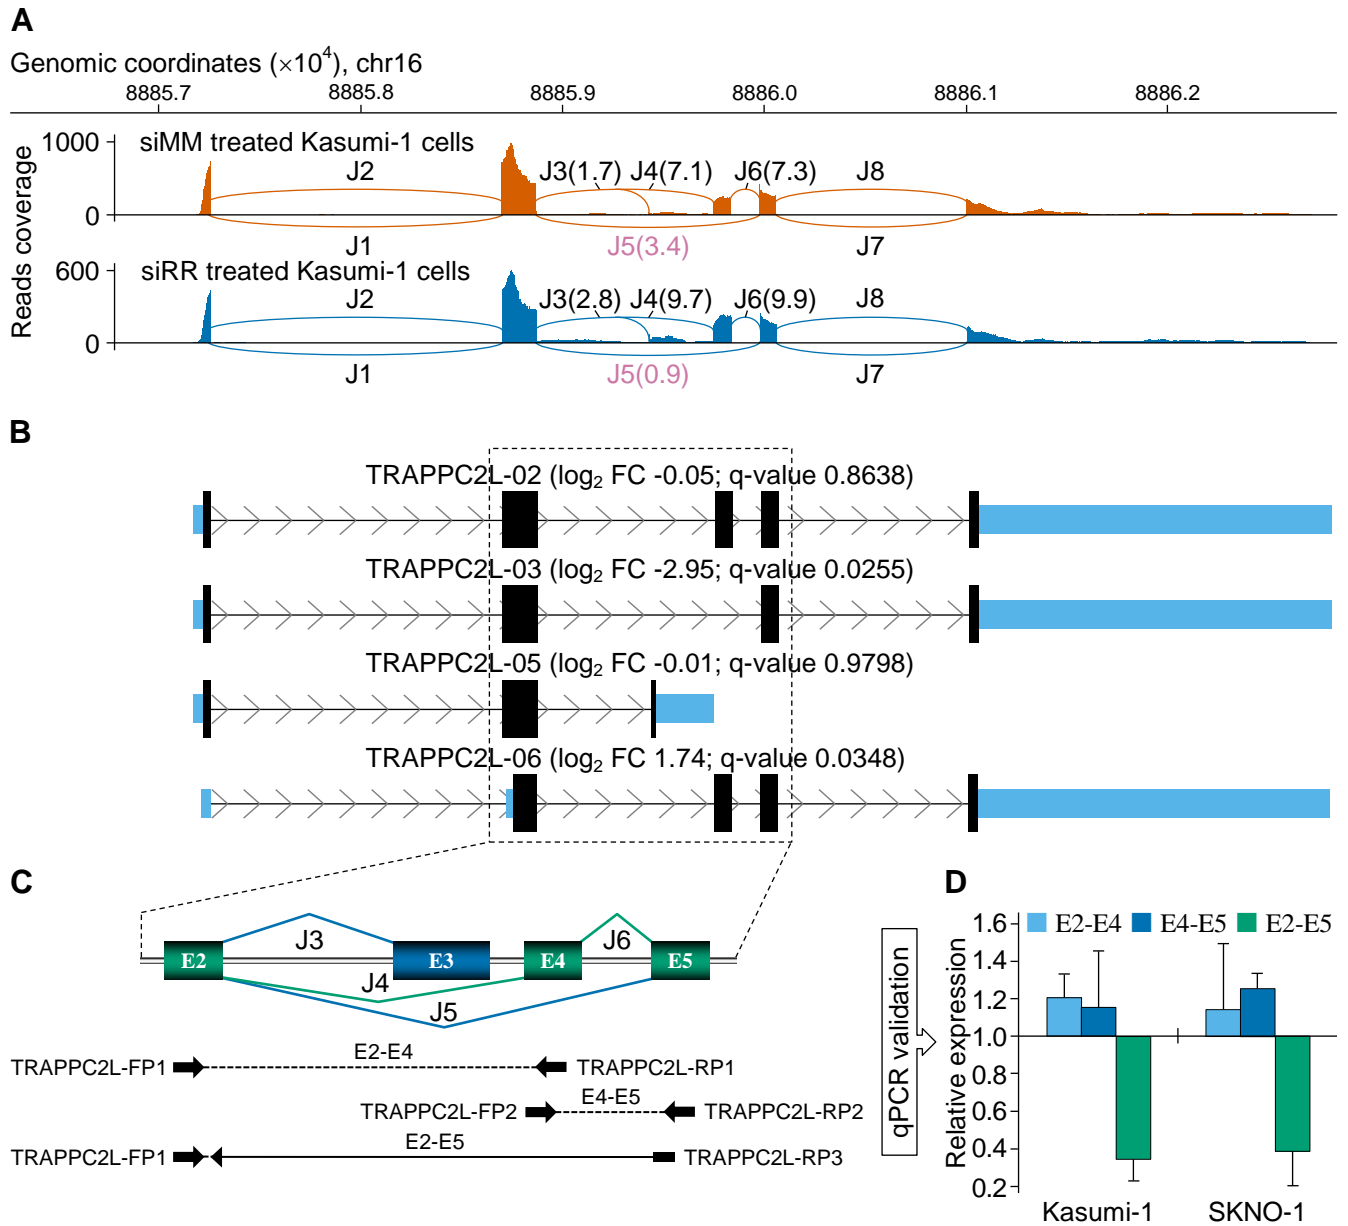 A
Genomic coordinates (×10⁴), chr16
8885.7 8885.8 8885.9 8886.0 8886.1 8886.2
Reads coverage
1000
0
siMM treated Kasumi-1 cells
J2 J3(1.7) J4(7.1) J6(7.3) J8
J1 J5(3.4) J7
600
0
siRR treated Kasumi-1 cells
J2 J3(2.8) J4(9.7) J6(9.9) J8
J1 J5(0.9) J7
B
TRAPPC2L-02 (log₂ FC -0.05; q-value 0.8638)
TRAPPC2L-03 (log₂ FC -2.95; q-value 0.0255)
TRAPPC2L-05 (log₂ FC -0.01; q-value 0.9798)
TRAPPC2L-06 (log₂ FC 1.74; q-value 0.0348)
C
J3 J6
E2 E3 E4 E5
J4
J5
E2-E4
TRAPPC2L-FP1 TRAPPC2L-RP1
E4-E5
TRAPPC2L-FP2 TRAPPC2L-RP2
E2-E5
TRAPPC2L-FP1 TRAPPC2L-RP3
qPCR validation
D
E2-E4 E4-E5 E2-E5
Relative expression
1.6
1.4
1.2
1.0
0.8
0.6
0.4
0.2
Kasumi-1 SKNO-1